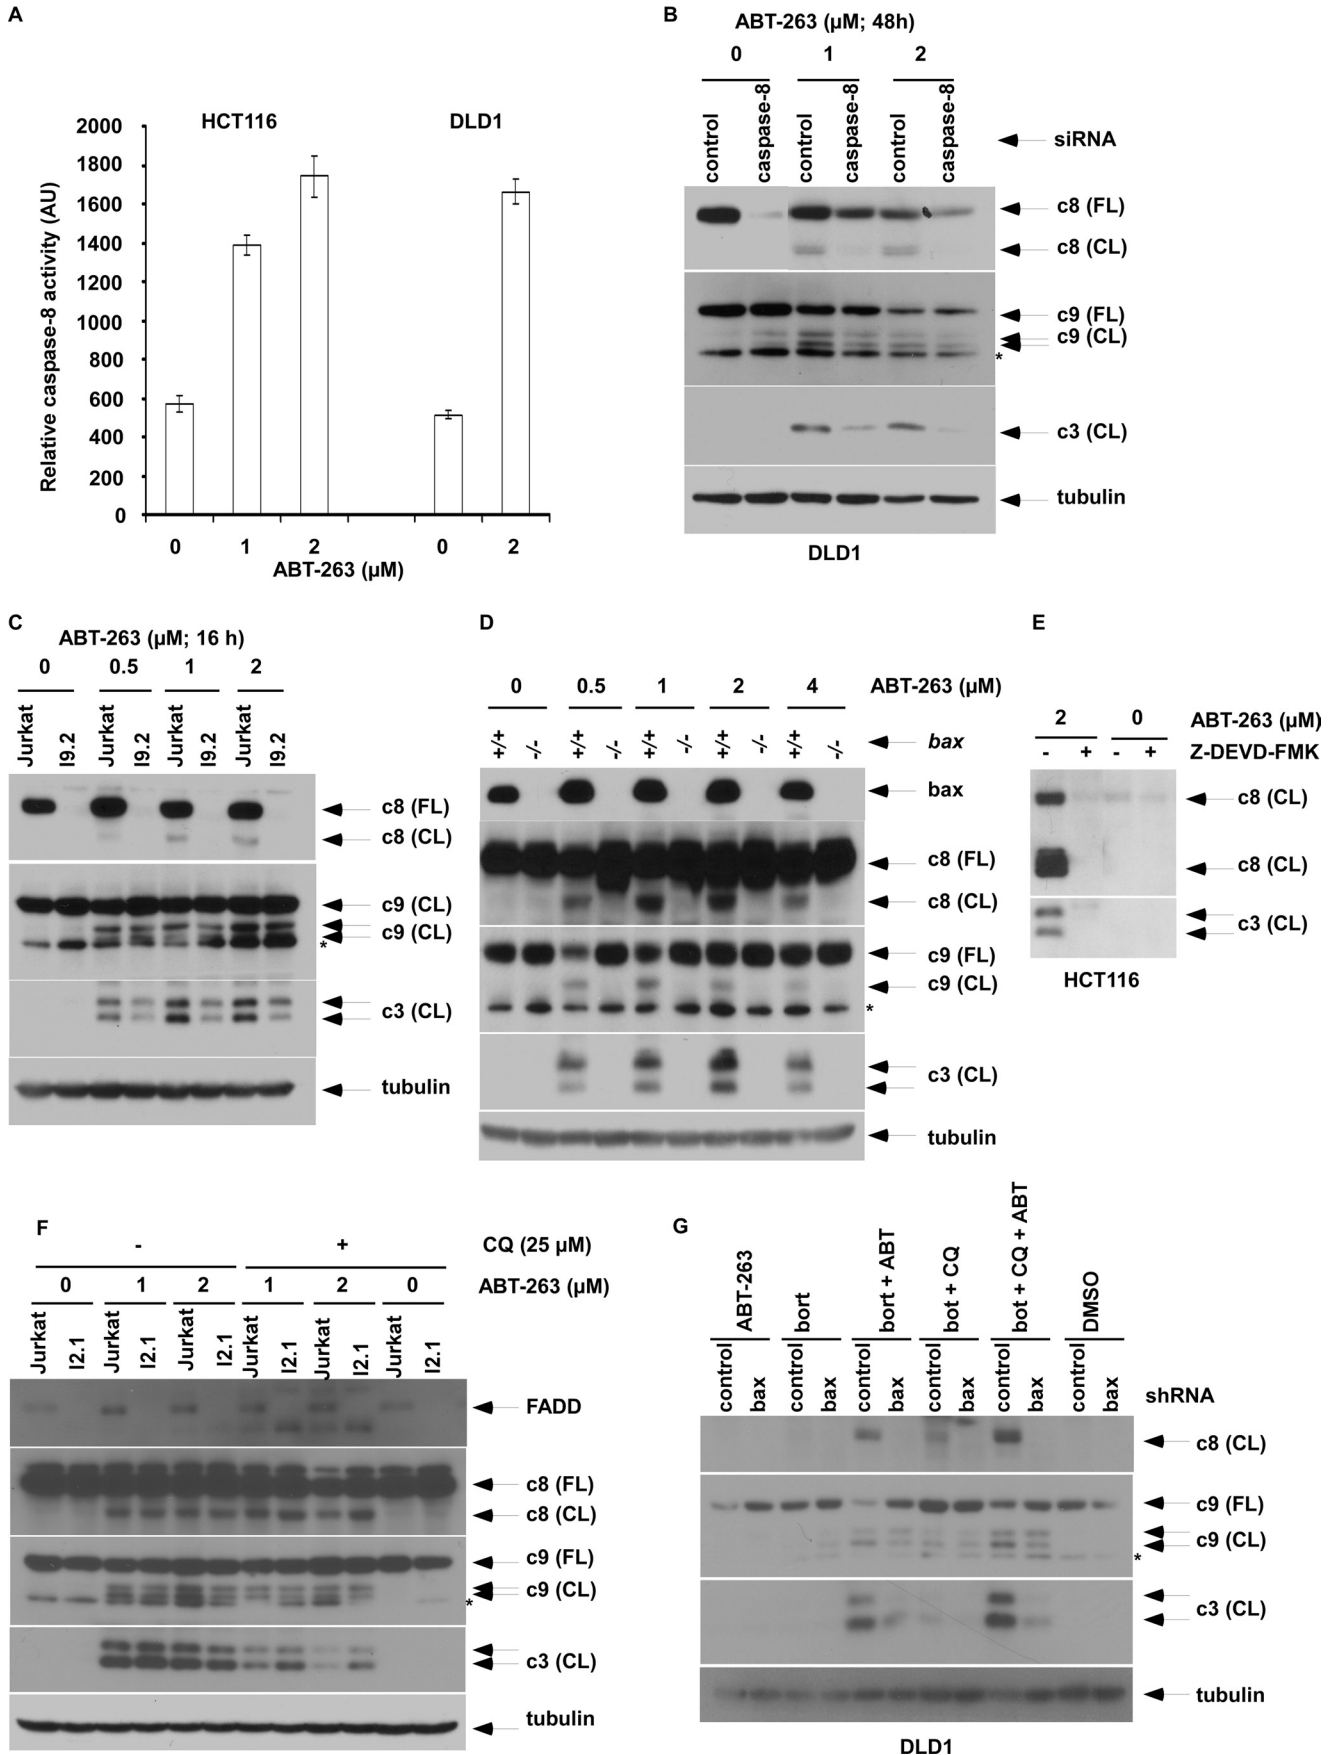 A
HCT116
DLD1
Relative caspase-8 activity (AU)
2000
1800
1600
1400
1200
1000
800
600
400
200
0
0
1
2
0
2
ABT-263 (µM)
B
ABT-263 (µM; 48h)
0
1
2
control
caspase-8
control
caspase-8
control
caspase-8
siRNA
c8 (FL)
c8 (CL)
c9 (FL)
c9 (CL)
*
c3 (CL)
tubulin
DLD1
C
ABT-263 (µM; 16 h)
0
0.5
1
2
Jurkat
I9.2
Jurkat
I9.2
Jurkat
I9.2
Jurkat
I9.2
c8 (FL)
c8 (CL)
c9 (CL)
c9 (CL)
*
c3 (CL)
tubulin
D
0
0.5
1
2
4
ABT-263 (µM)
+/+
-/-
+/+
-/-
+/+
-/-
+/+
-/-
+/+
-/-
bax
bax
c8 (FL)
c8 (CL)
c9 (FL)
c9 (CL)
*
c3 (CL)
tubulin
E
2
0
ABT-263 (µM)
-
+
-
+
Z-DEVD-FMK
c8 (CL)
c8 (CL)
c3 (CL)
HCT116
F
-
+
CQ (25 µM)
0
1
2
1
2
0
ABT-263 (µM)
Jurkat
I2.1
Jurkat
I2.1
Jurkat
I2.1
Jurkat
I2.1
Jurkat
I2.1
Jurkat
I2.1
FADD
c8 (FL)
c8 (CL)
c9 (FL)
c9 (CL)
*
c3 (CL)
tubulin
G
ABT-263
bort
bort + ABT
bot + CQ
bot + CQ + ABT
DMSO
control
bax
control
bax
control
bax
control
bax
control
bax
control
bax
shRNA
c8 (CL)
c9 (FL)
c9 (CL)
*
c3 (CL)
tubulin
DLD1